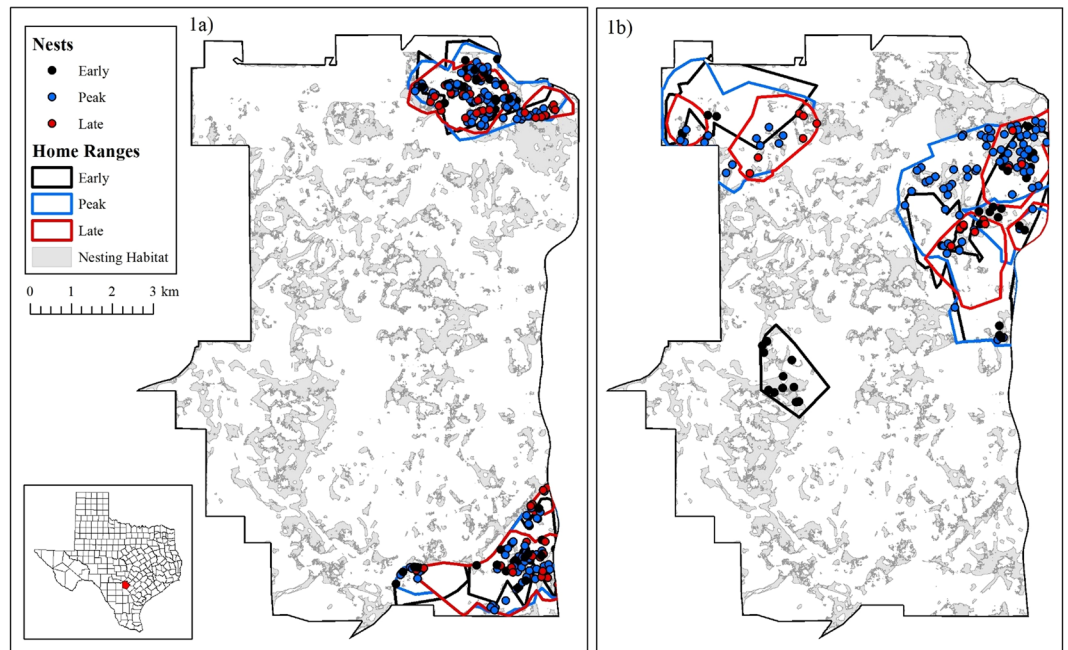 1a)
Nests
Early
Peak
Late
Home Ranges
Early
Peak
Late
Nesting Habitat
0 1 2 3 km
1b)